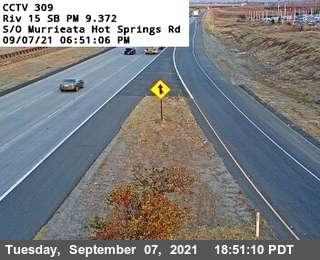 CCTV 309
Riv 15 SB PM 9.372
S/O Murrieata Hot Springs Rd
09/07/21 06:51:06 PM
Tuesday, September 07, 2021 18:51:10 PDT